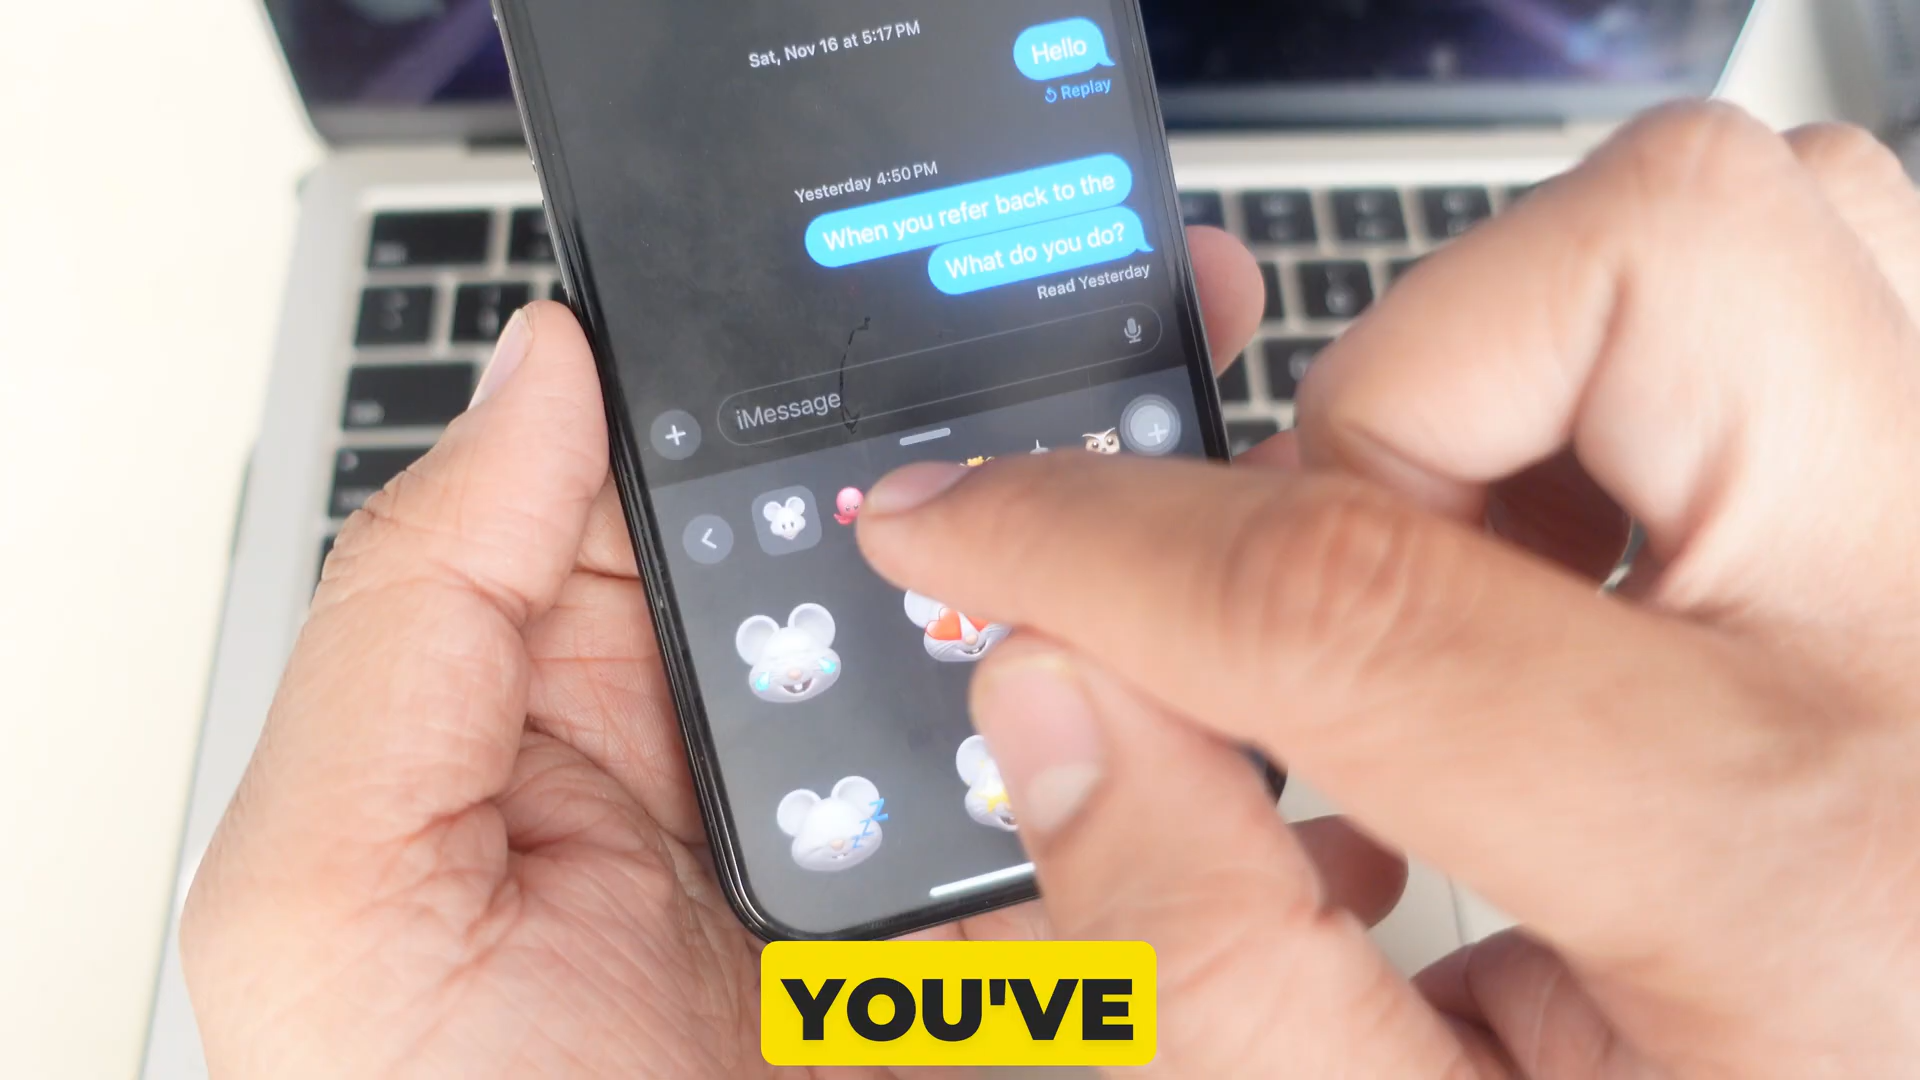 Sat, Nov 16 at 5:17 PM
Hello
Replay
Yesterday 4:50 PM
When you refer back to the
What do you do?
Read Yesterday
iMessage
YOU'VE